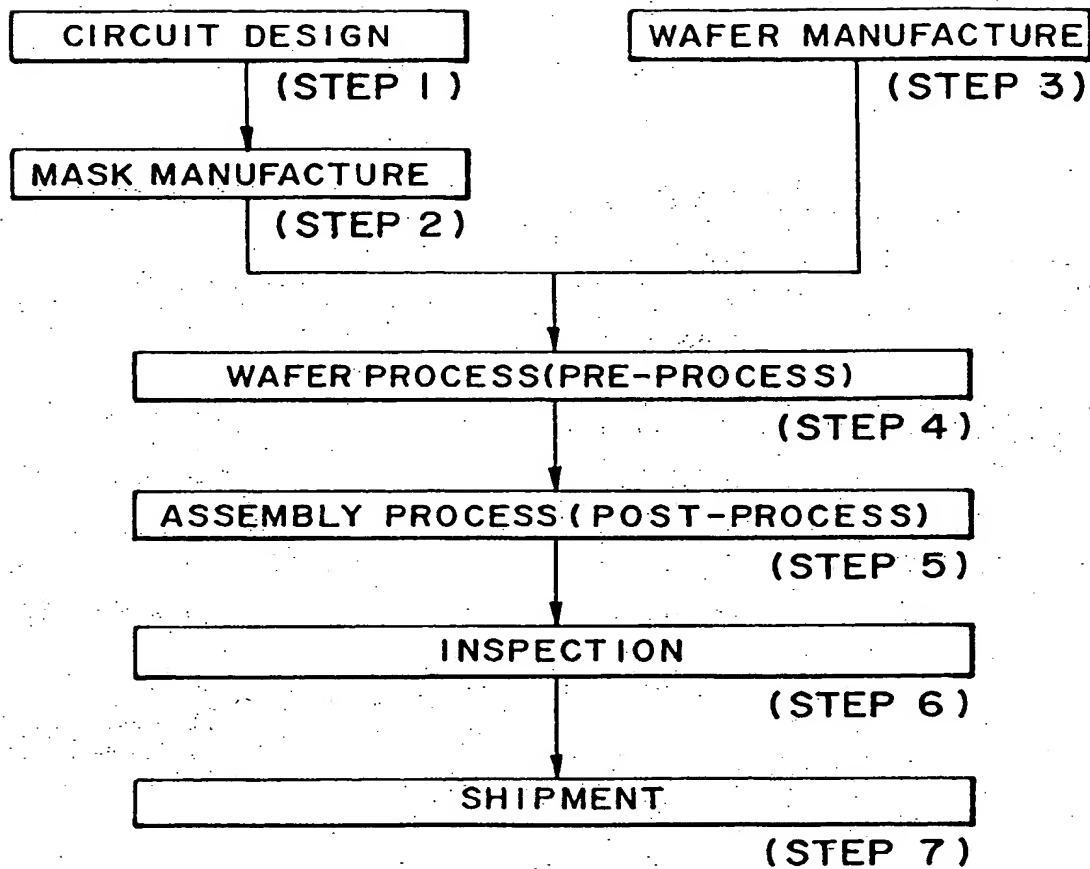 CIRCUIT DESIGN
(STEP 1)
MASK MANUFACTURE
(STEP 2)
WAFER MANUFACTURE
(STEP 3)
WAFER PROCESS(PRE-PROCESS)
(STEP 4)
ASSEMBLY PROCESS(POST-PROCESS)
(STEP 5)
INSPECTION
(STEP 6)
SHIPMENT
(STEP 7)